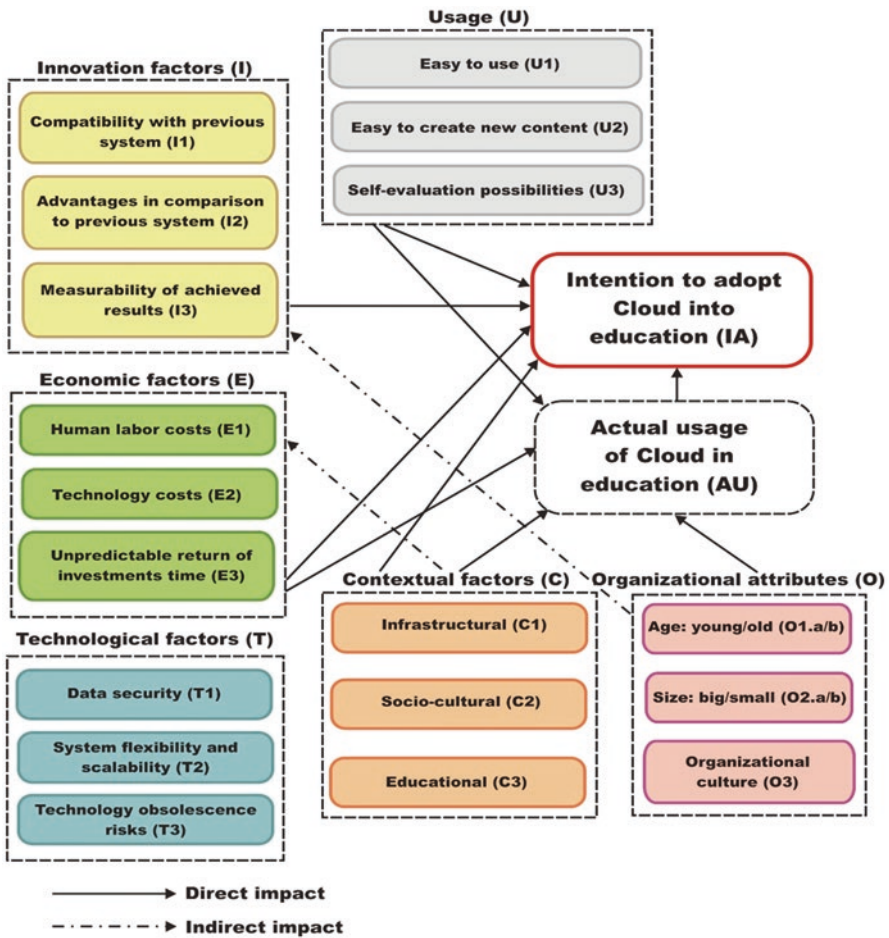 Usage (U)
Easy to use (U1)
Easy to create new content (U2)
Self-evaluation possibilities (U3)
Innovation factors (I)
Compatibility with previous
system (I1)
Advantages in comparison
to previous system (I2)
Measurability of achieved
results (I3)
Intention to adopt
Cloud into
education (IA)
Economic factors (E)
Human labor costs (E1)
Technology costs (E2)
Unpredictable return of
investments time (E3)
Actual usage
of Cloud in
education (AU)
Technological factors (T)
Data security (T1)
System flexibility and
scalability (T2)
Technology obsolescence
risks (T3)
Contextual factors (C)
Infrastructural (C1)
Socio-cultural (C2)
Educational (C3)
Organizational attributes (O)
Age: young/old (O1.a/b)
Size: big/small (O2.a/b)
Organizational
culture (O3)
Direct impact
Indirect impact